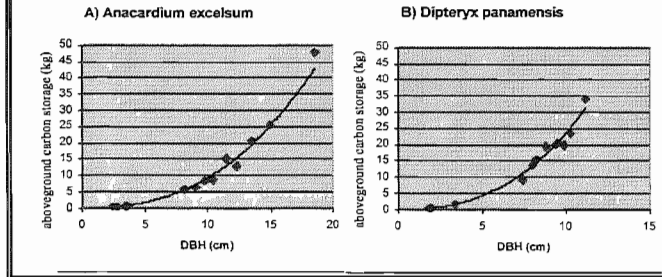 A) Anacardium excelsum
aboveground carbon storage (kg)
50
45
40
35
30
25
20
15
10
5
0
0 5 10 15 20
DBH (cm)
B) Dipteryx panamensis
aboveground carbon storage (kg)
50
45
40
35
30
25
20
15
10
5
0
0 5 10 15
DBH (cm)